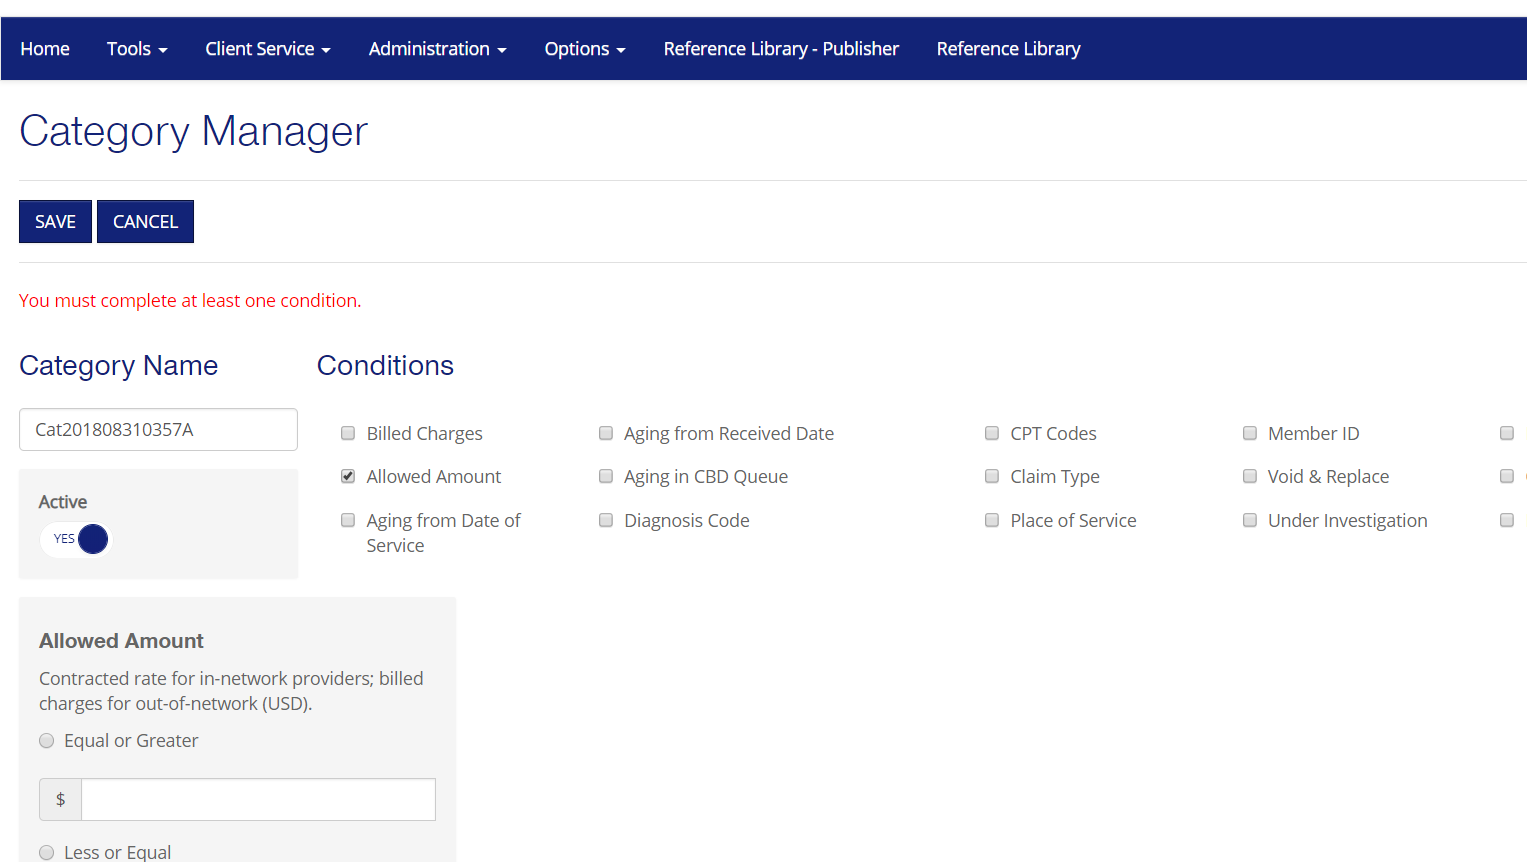 Home Tools Client Service Administration Options Reference Library - Publisher Reference Library
Category Manager
SAVE CANCEL
You must complete at least one condition.
Category Name Conditions
Cat201808310357A
Billed Charges Aging from Received Date CPT Codes Member ID
Allowed Amount Aging in CBD Queue Claim Type Void & Replace
Aging from Date of Diagnosis Code Place of Service Under Investigation
Service
Active
YES
Allowed Amount
Contracted rate for in-network providers; billed
charges for out-of-network (USD).
Equal or Greater
$
Less or Equal